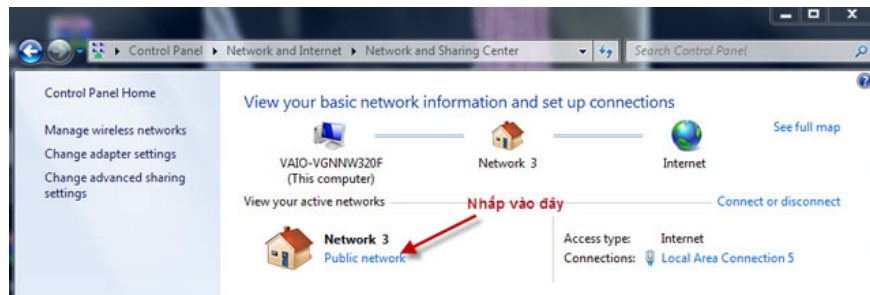 Control Panel Network and Internet Network and Sharing Center Search Control Panel
Control Panel Home
Manage wireless networks
Change adapter settings
Change advanced sharing
settings
View your basic network information and set up connections
See full map
VAIO-VGNNW320F
(This computer)
Network 3
Internet
View your active networks
Nhấp vào đây
Connect or disconnect
Network 3
Public network
Access type: Internet
Connections: Local Area Connection 5